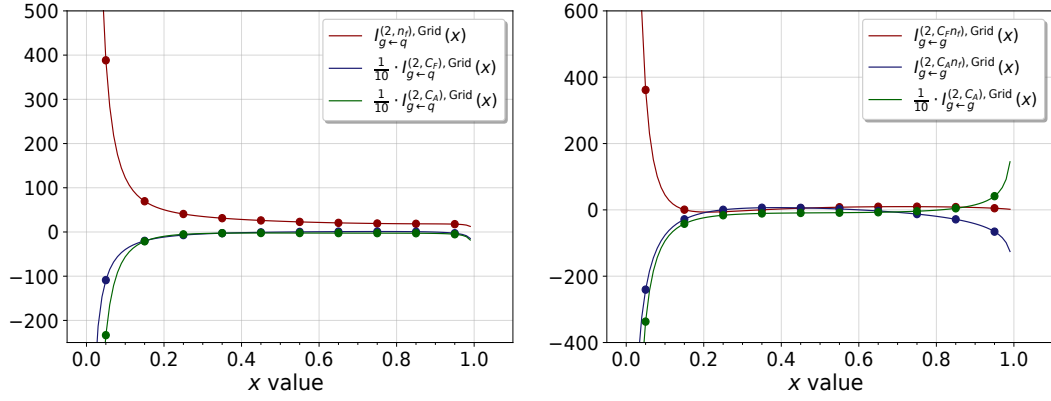 500
400
300
200
100
0
−100
−200
0.0 0.2 0.4 0.6 0.8 1.0
x value
I_{g←q}^{(2,n_f),Grid}(x)
1/10 · I_{g←q}^{(2,C_F),Grid}(x)
1/10 · I_{g←q}^{(2,C_A),Grid}(x)
600
400
200
0
−200
−400
0.0 0.2 0.4 0.6 0.8 1.0
x value
I_{g←g}^{(2,C_F n_f),Grid}(x)
I_{g←g}^{(2,C_A n_f),Grid}(x)
1/10 · I_{g←g}^{(2,C_A),Grid}(x)